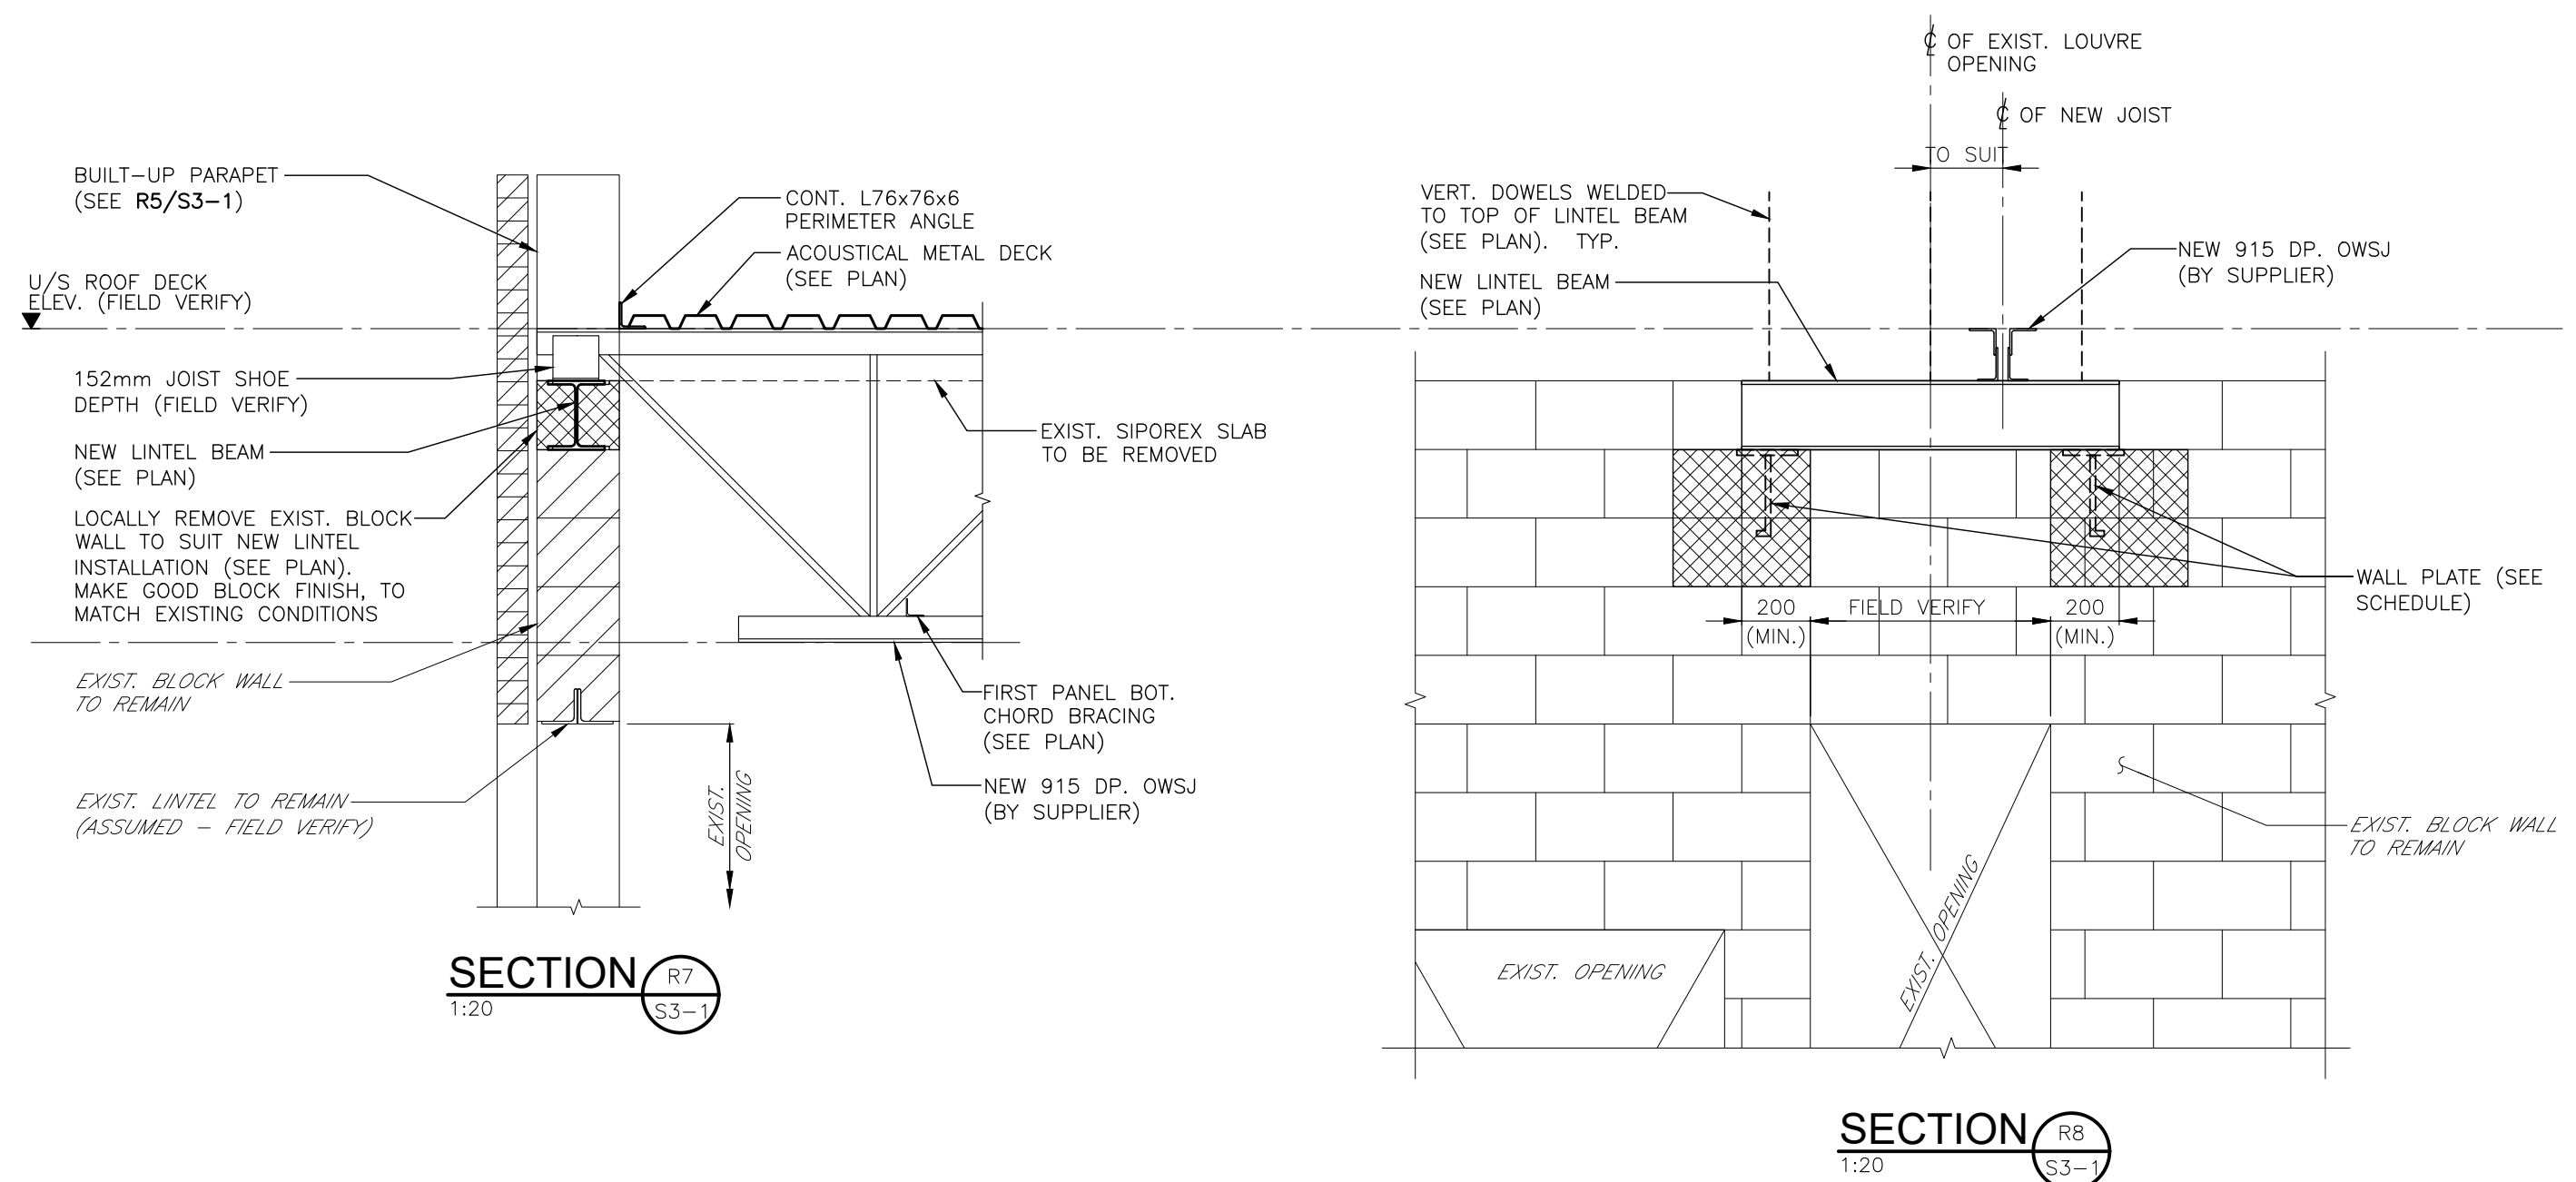 BUILT-UP PARAPET
(SEE R5/S3-1)
U/S ROOF DECK
ELEV. (FIELD VERIFY)
152mm JOIST SHOE
DEPTH (FIELD VERIFY)
NEW LINTEL BEAM
(SEE PLAN)
LOCALLY REMOVE EXIST. BLOCK
WALL TO SUIT NEW LINTEL
INSTALLATION (SEE PLAN).
MAKE GOOD BLOCK FINISH, TO
MATCH EXISTING CONDITIONS
EXIST. BLOCK WALL
TO REMAIN
EXIST. LINTEL TO REMAIN
(ASSUMED - FIELD VERIFY)
CONT. L76x76x6
PERIMETER ANGLE
ACOUSTICAL METAL DECK
(SEE PLAN)
EXIST. SIPOREX SLAB
TO BE REMOVED
FIRST PANEL BOT.
CHORD BRACING
(SEE PLAN)
NEW 915 DP. OWSJ
(BY SUPPLIER)
EXIST.
OPENING
SECTION
1:20
R7
S3-1
℄ OF EXIST. LOUVRE
OPENING
℄ OF NEW JOIST
TO SUIT
VERT. DOWELS WELDED
TO TOP OF LINTEL BEAM
(SEE PLAN). TYP.
NEW LINTEL BEAM
(SEE PLAN)
NEW 915 DP. OWSJ
(BY SUPPLIER)
WALL PLATE (SEE
SCHEDULE)
200
(MIN.)
FIELD VERIFY
200
(MIN.)
EXIST. BLOCK WALL
TO REMAIN
EXIST. OPENING
EXIST. OPENING
SECTION
1:20
R8
S3-1